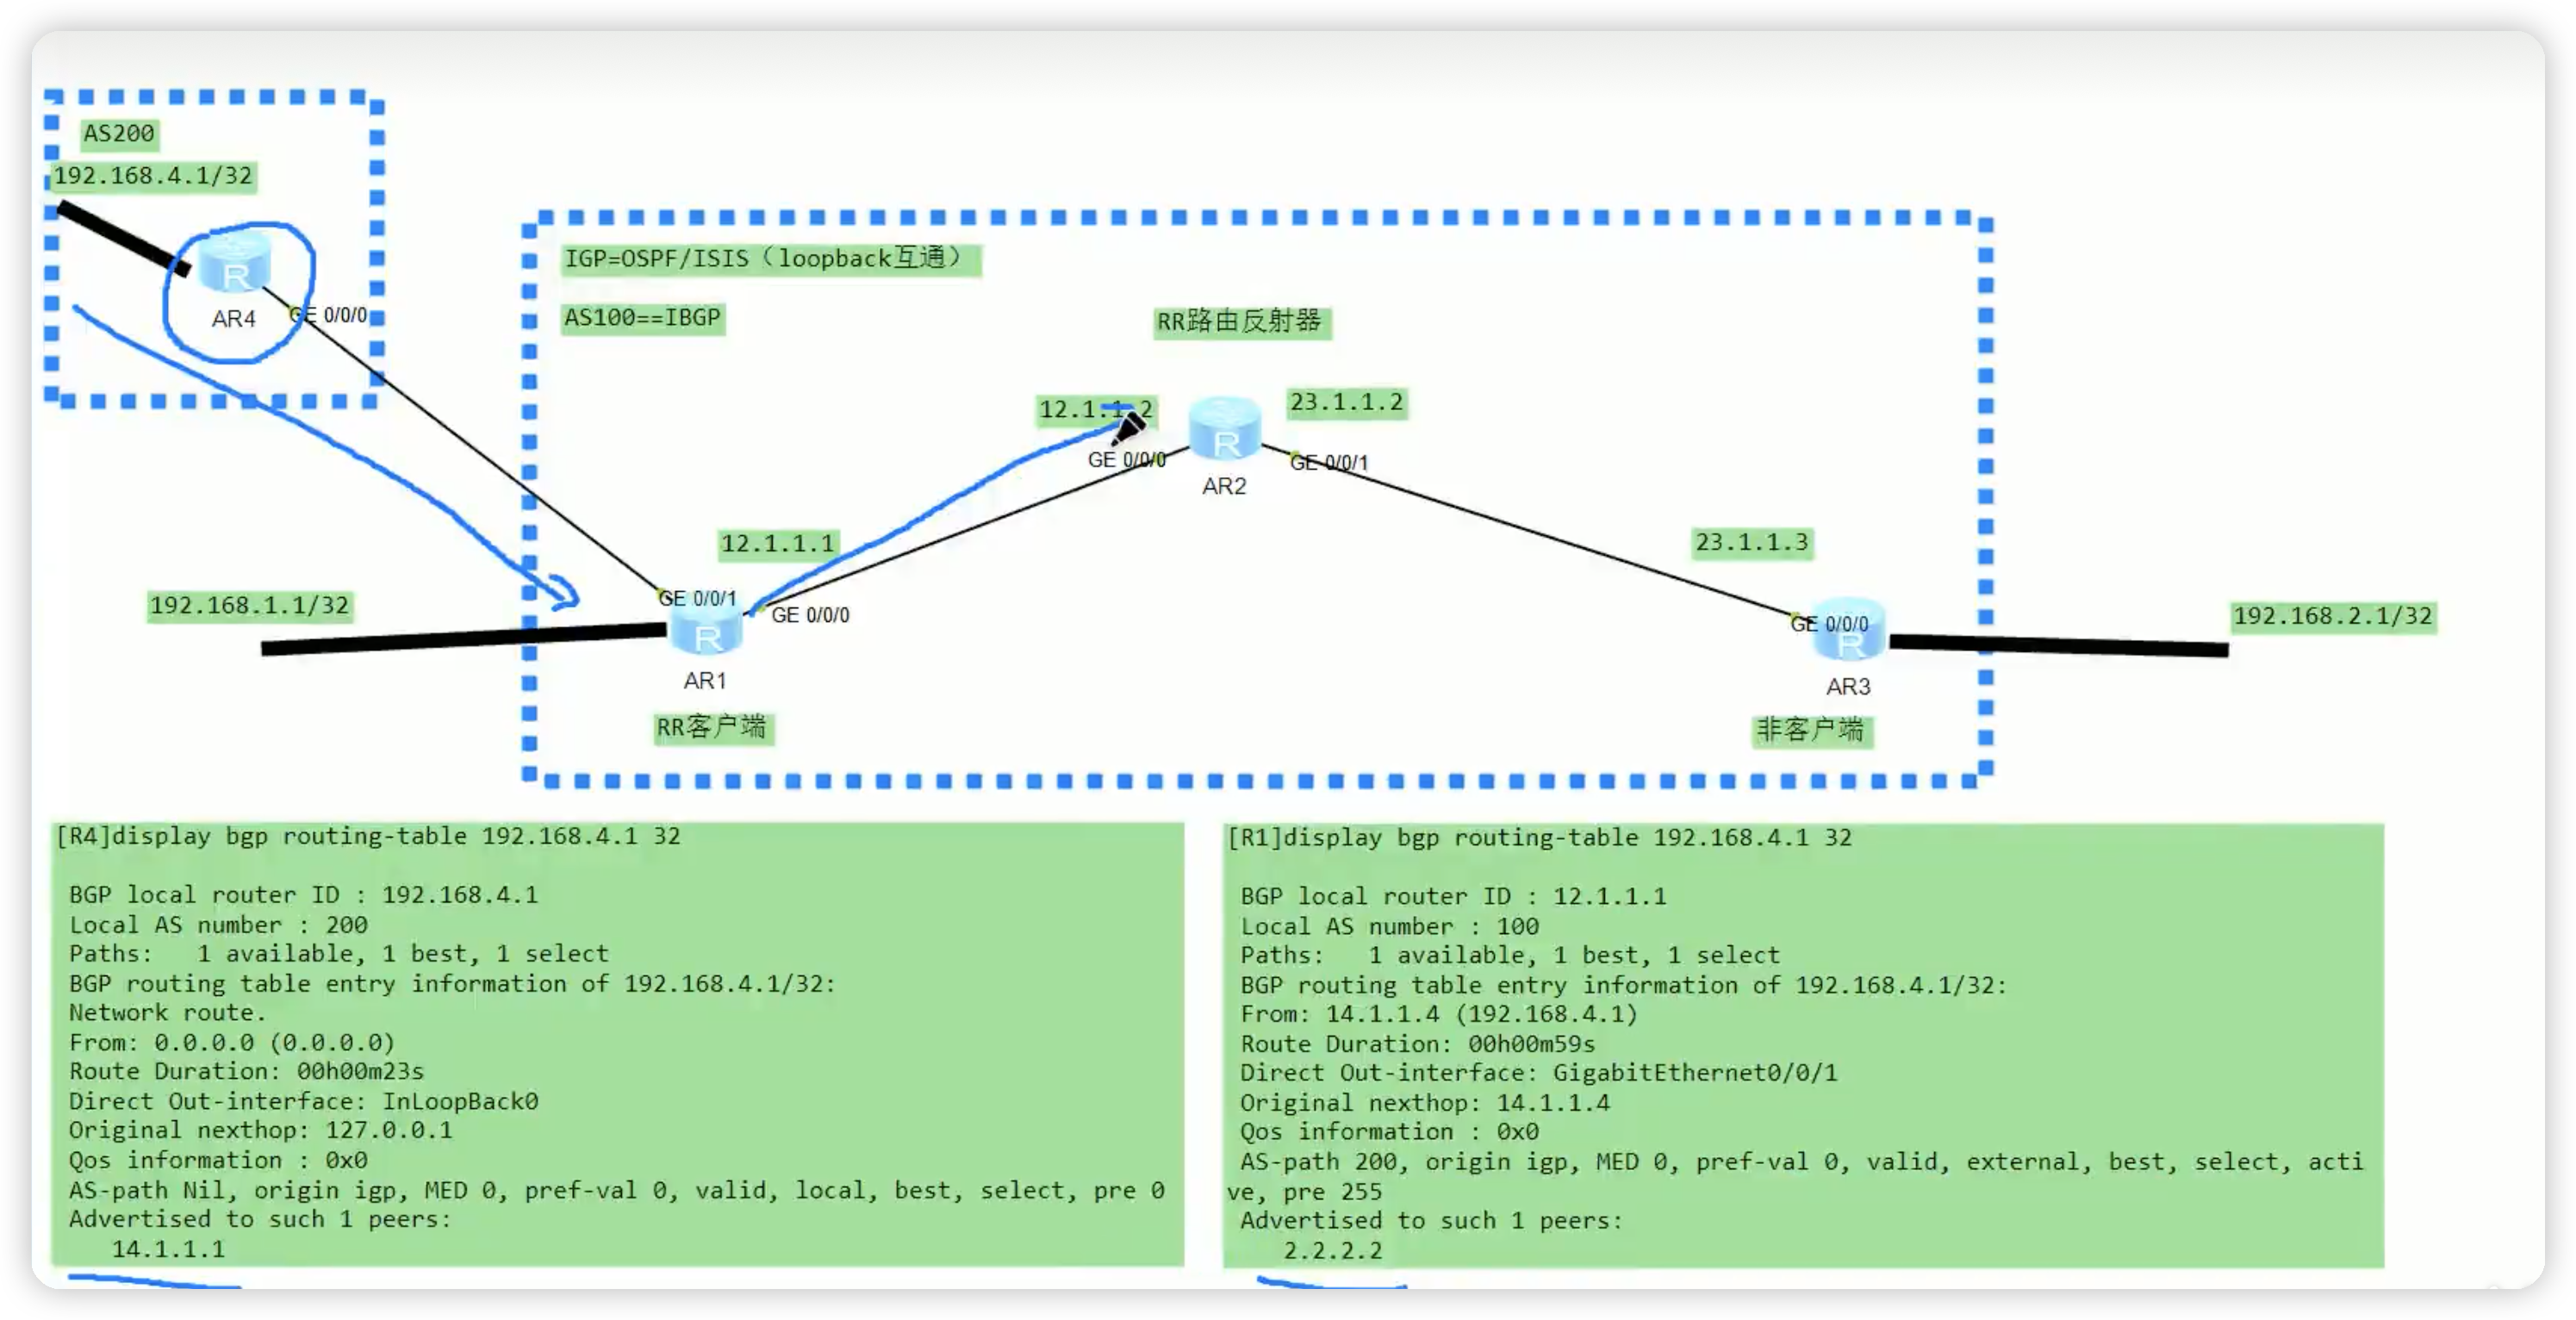 AS200
192.168.4.1/32
R
AR4
GE 0/0/0
IGP=OSPF/ISIS（loopback互通）
AS100==IBGP
RR路由反射器
12.1.1.2
23.1.1.2
R
GE 0/0/0
GE 0/0/1
AR2
12.1.1.1
23.1.1.3
192.168.1.1/32
GE 0/0/1
GE 0/0/0
R
AR1
RR客户端
GE 0/0/0
R
AR3
非客户端
192.168.2.1/32
[R4]display bgp routing-table 192.168.4.1 32
BGP local router ID : 192.168.4.1
Local AS number : 200
Paths:   1 available, 1 best, 1 select
BGP routing table entry information of 192.168.4.1/32:
Network route.
From: 0.0.0.0 (0.0.0.0)
Route Duration: 00h00m23s
Direct Out-interface: InLoopBack0
Original nexthop: 127.0.0.1
Qos information : 0x0
AS-path Nil, origin igp, MED 0, pref-val 0, valid, local, best, select, pre 0
Advertised to such 1 peers:
14.1.1.1
[R1]display bgp routing-table 192.168.4.1 32
BGP local router ID : 12.1.1.1
Local AS number : 100
Paths:   1 available, 1 best, 1 select
BGP routing table entry information of 192.168.4.1/32:
From: 14.1.1.4 (192.168.4.1)
Route Duration: 00h00m59s
Direct Out-interface: GigabitEthernet0/0/1
Original nexthop: 14.1.1.4
Qos information : 0x0
AS-path 200, origin igp, MED 0, pref-val 0, valid, external, best, select, acti
ve, pre 255
Advertised to such 1 peers:
2.2.2.2